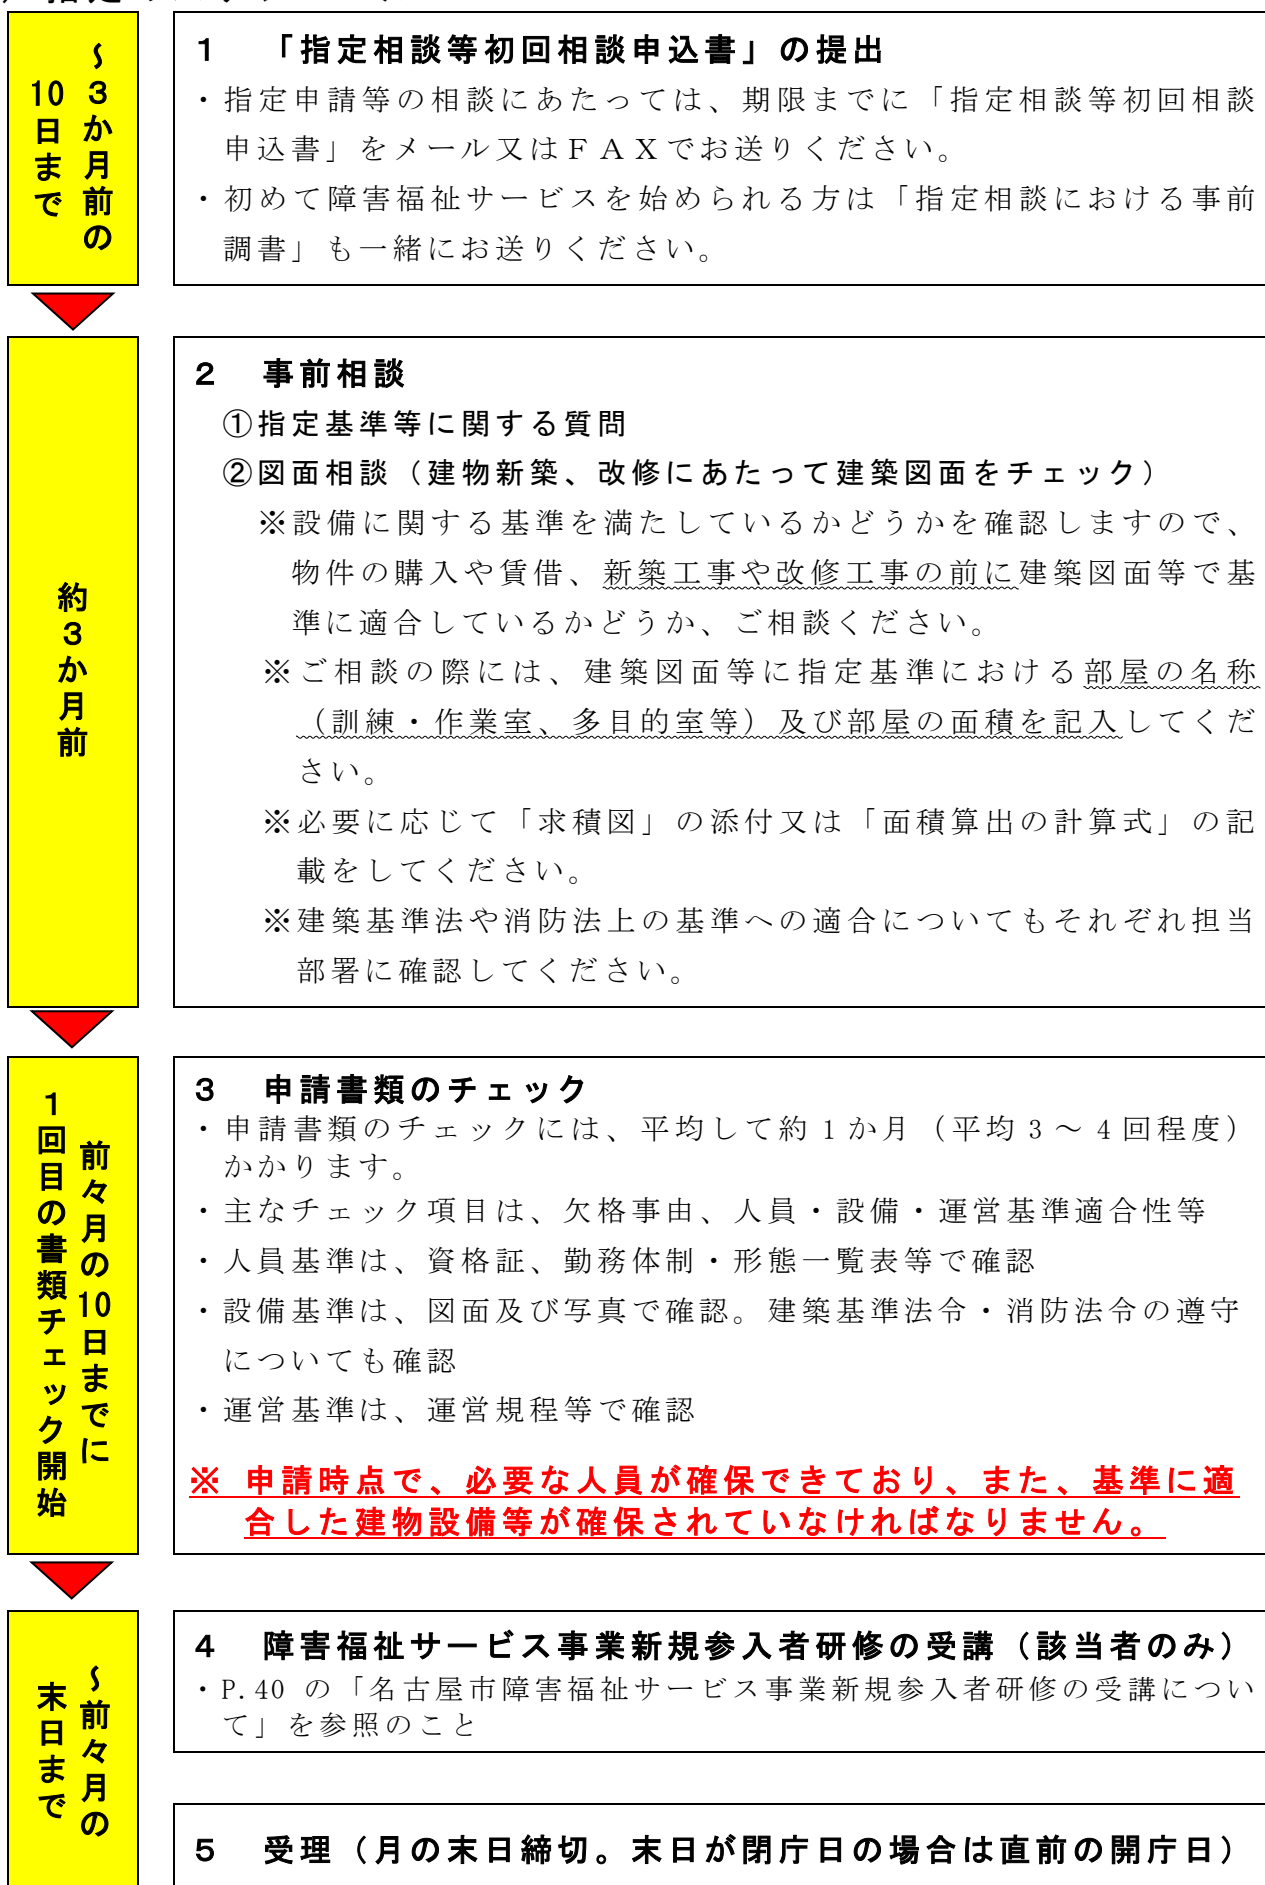 ～3か月前の
10日まで
1 「指定相談等初回相談申込書」の提出
・指定申請等の相談にあたっては、期限までに「指定相談等初回相談
申込書」をメール又はＦＡＸでお送りください。
・初めて障害福祉サービスを始められる方は「指定相談における事前
調書」も一緒にお送りください。
約3か月前
2 事前相談
①指定基準等に関する質問
②図面相談（建物新築、改修にあたって建築図面をチェック）
※設備に関する基準を満たしているかどうかを確認しますので、
物件の購入や賃借、新築工事や改修工事の前に建築図面等で基
準に適合しているかどうか、ご相談ください。
※ご相談の際には、建築図面等に指定基準における部屋の名称
（訓練・作業室、多目的室等）及び部屋の面積を記入してくだ
さい。
※必要に応じて「求積図」の添付又は「面積算出の計算式」の記
載をしてください。
※建築基準法や消防法上の基準への適合についてもそれぞれ担当
部署に確認してください。
前々月の10日までに
1回目の書類チェック開始
3 申請書類のチェック
・申請書類のチェックには、平均して約1か月（平均3～4回程度）
かかります。
・主なチェック項目は、欠格事由、人員・設備・運営基準適合性等
・人員基準は、資格証、勤務体制・形態一覧表等で確認
・設備基準は、図面及び写真で確認。建築基準法令・消防法令の遵守
についても確認
・運営基準は、運営規程等で確認
※ 申請時点で、必要な人員が確保できており、また、基準に適
合した建物設備等が確保されていなければなりません。
～前々月の
末日まで
4 障害福祉サービス事業新規参入者研修の受講（該当者のみ）
・P.40 の「名古屋市障害福祉サービス事業新規参入者研修の受講につい
て」を参照のこと
5 受理（月の末日締切。末日が閉庁日の場合は直前の開庁日）